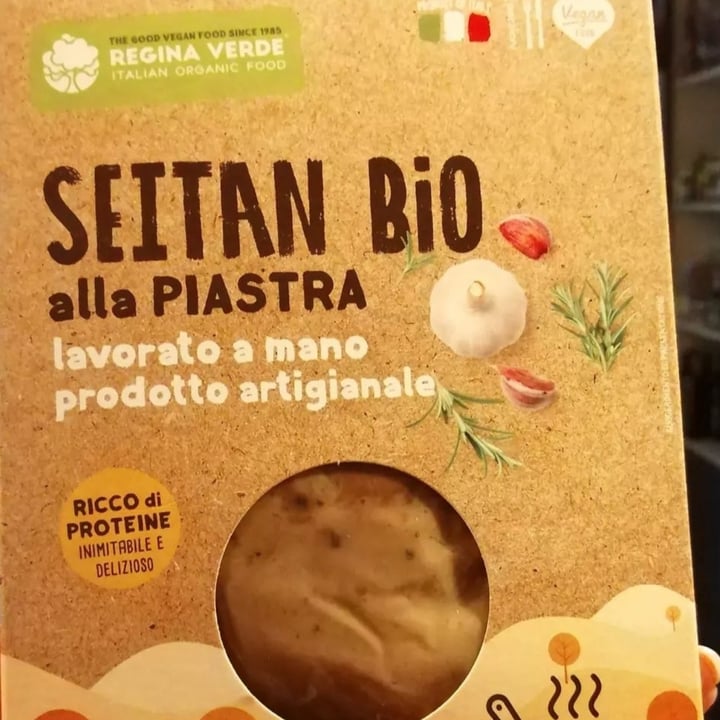 THE GOOD VEGAN FOOD SINCE 1985
REGINA VERDE
ITALIAN ORGANIC FOOD
Vegan
SEITAN BiO
alla PIASTRA
lavorato a mano
prodotto artigianale
RICCO di
PROTEINE
INIMITABILE E
DELIZIOSO